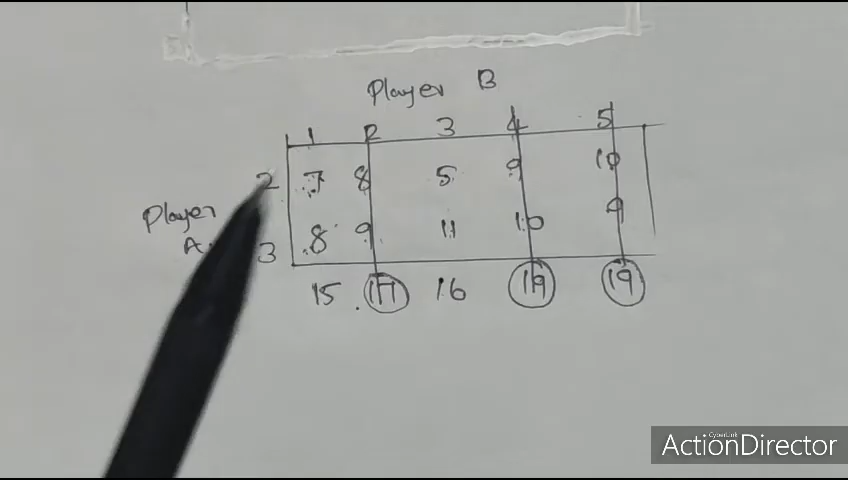 Player B
1 2 3 4 5
2 7 8 5 9 10
Player
A. 3 8 9 11 10 9
15 17 16 19 19
CyberLink
ActionDirector